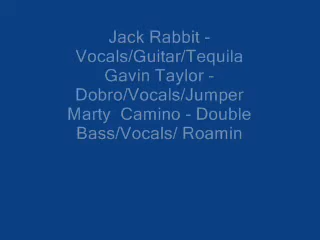 Jack Rabbit -
Vocals/Guitar/Tequila
Gavin Taylor -
Dobro/Vocals/Jumper
Marty  Camino - Double
Bass/Vocals/ Roamin